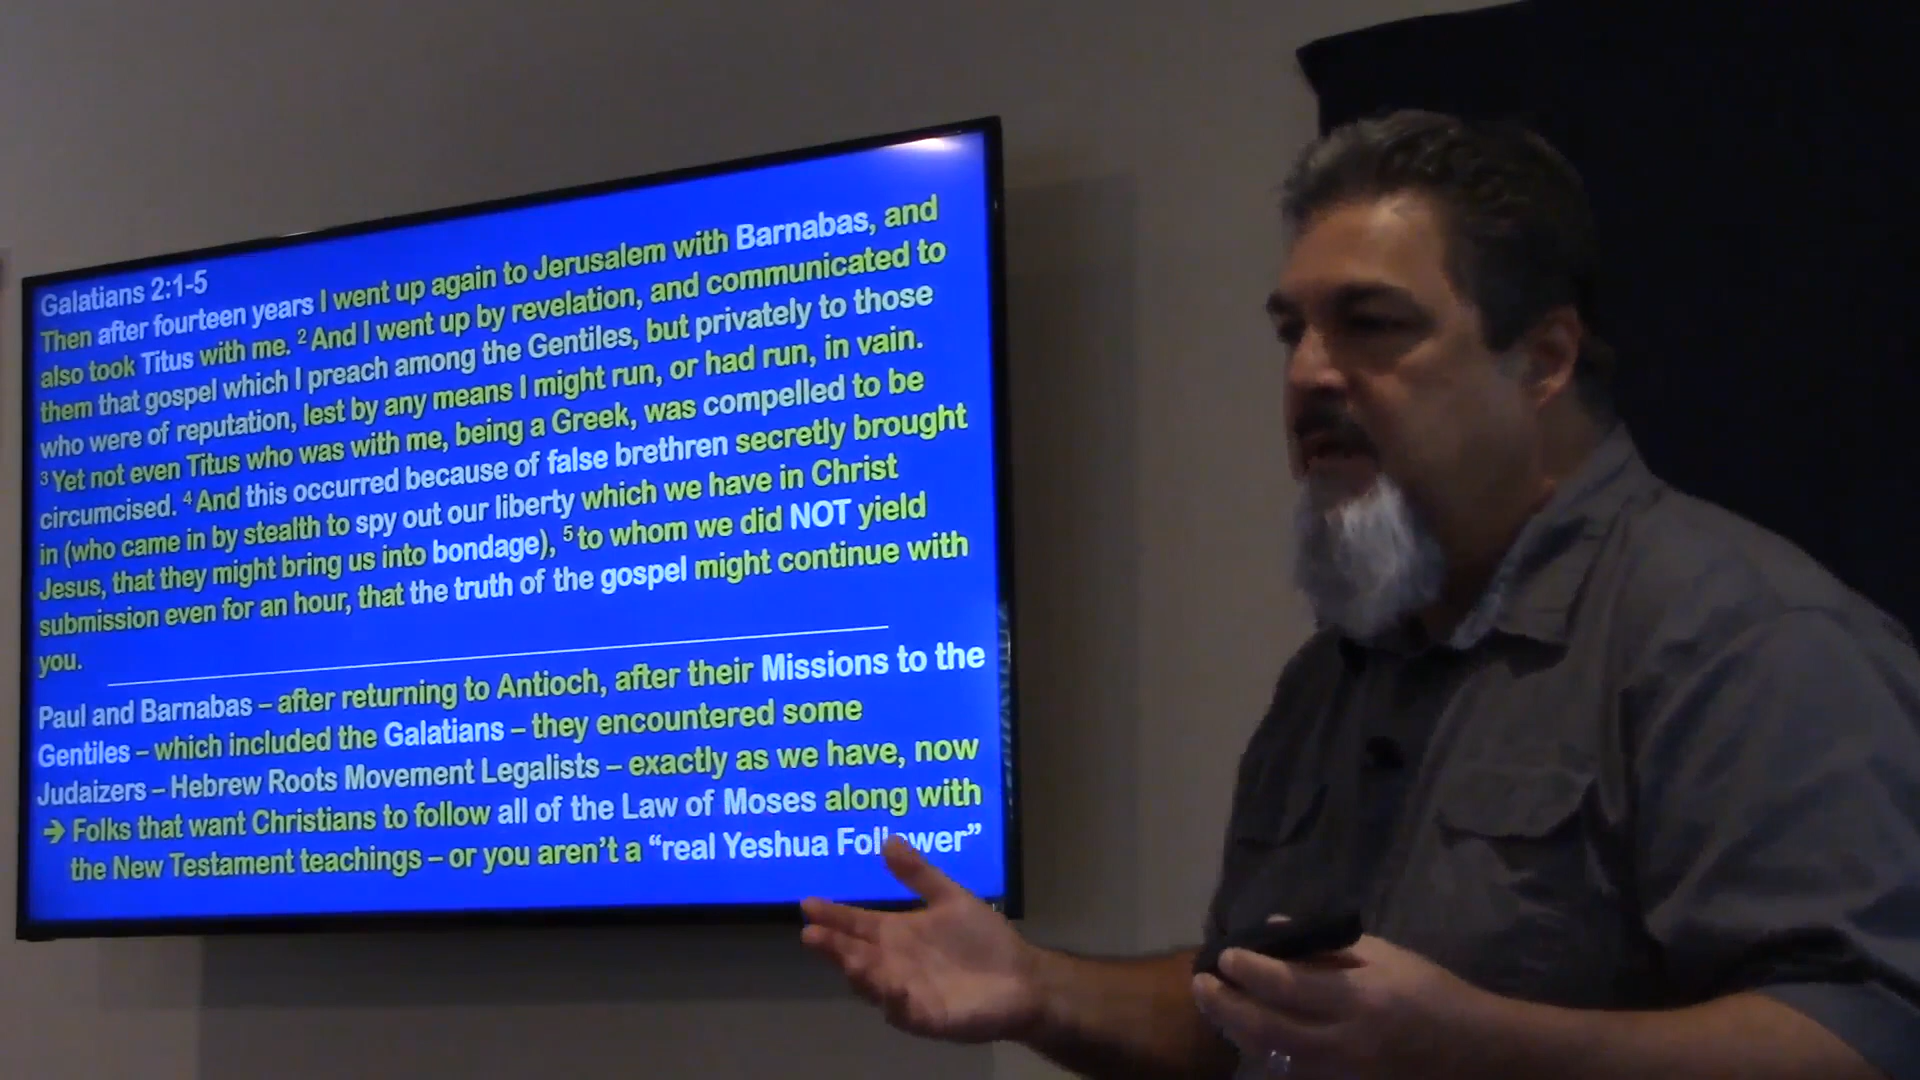 Galatians 2:1-5
Then after fourteen years I went up again to Jerusalem with Barnabas, and
also took Titus with me. 2 And I went up by revelation, and communicated to
them that gospel which I preach among the Gentiles, but privately to those
who were of reputation, lest by any means I might run, or had run, in vain.
3 Yet not even Titus who was with me, being a Greek, was compelled to be
circumcised. 4 And this occurred because of false brethren secretly brought
in (who came in by stealth to spy out our liberty which we have in Christ
Jesus, that they might bring us into bondage), 5 to whom we did NOT yield
submission even for an hour, that the truth of the gospel might continue with
you.
Paul and Barnabas – after returning to Antioch, after their Missions to the
Gentiles – which included the Galatians – they encountered some
Judaizers – Hebrew Roots Movement Legalists – exactly as we have, now
→ Folks that want Christians to follow all of the Law of Moses along with
the New Testament teachings – or you aren't a “real Yeshua Follower”